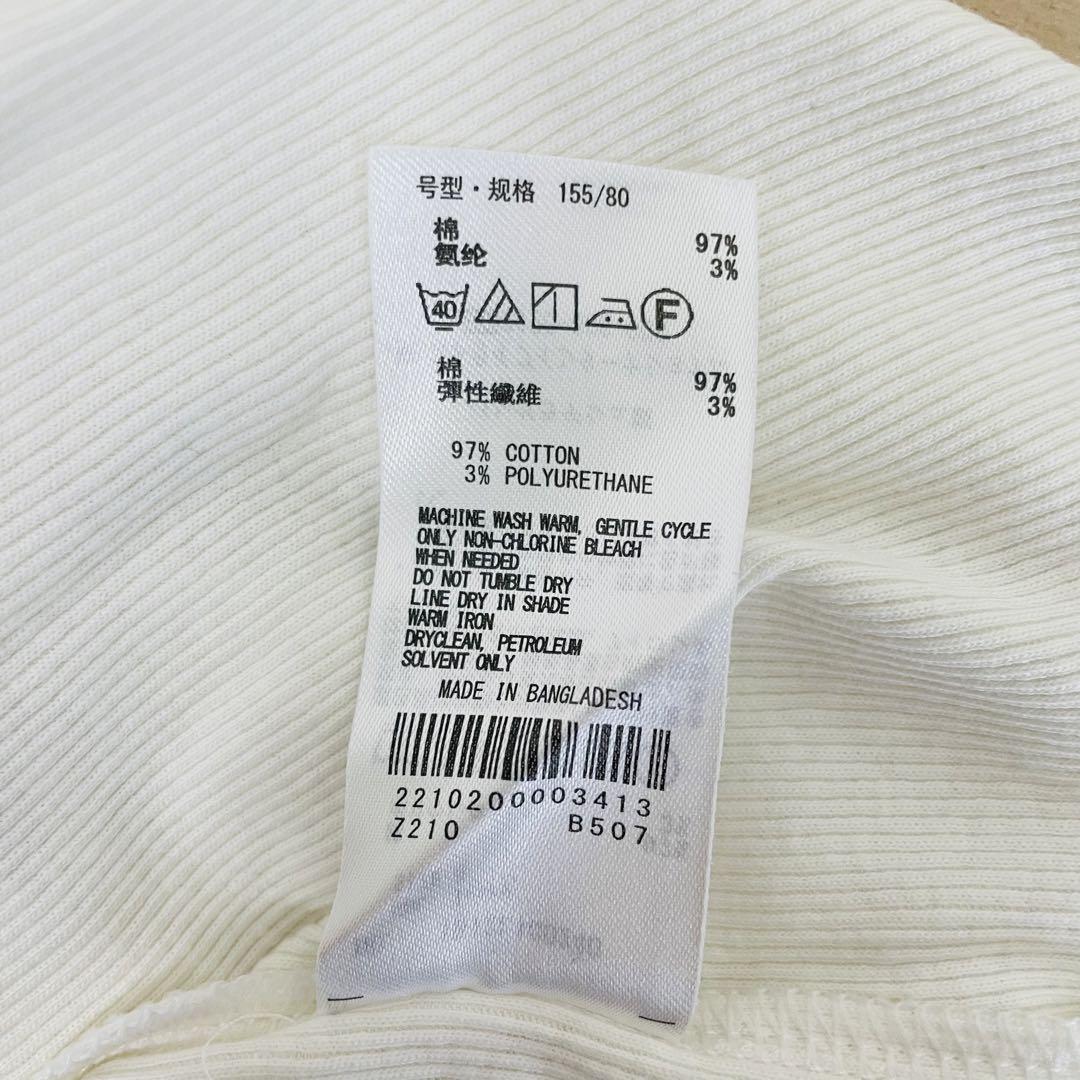 号型・规格 155/80
棉 97%
氨纶 3%
40 F
棉 97%
彈性纖維 3%
97% COTTON
3% POLYURETHANE
MACHINE WASH WARM, GENTLE CYCLE
ONLY NON-CHLORINE BLEACH
WHEN NEEDED
DO NOT TUMBLE DRY
LINE DRY IN SHADE
WARM IRON
DRYCLEAN, PETROLEUM
SOLVENT ONLY
MADE IN BANGLADESH
2210200003413
Z210 B507